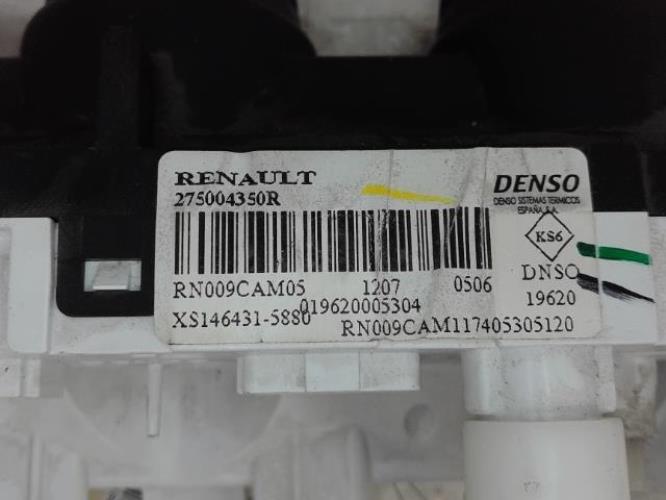 RENAULT
275004350R
DENSO
DENSO SISTEMAS TERMICOS
ESPAÑA, S.A.
KS6
RN009CAM05 1207 0506
DNSO
019620005304
19620
XS146431-5880
RN009CAM117405305120